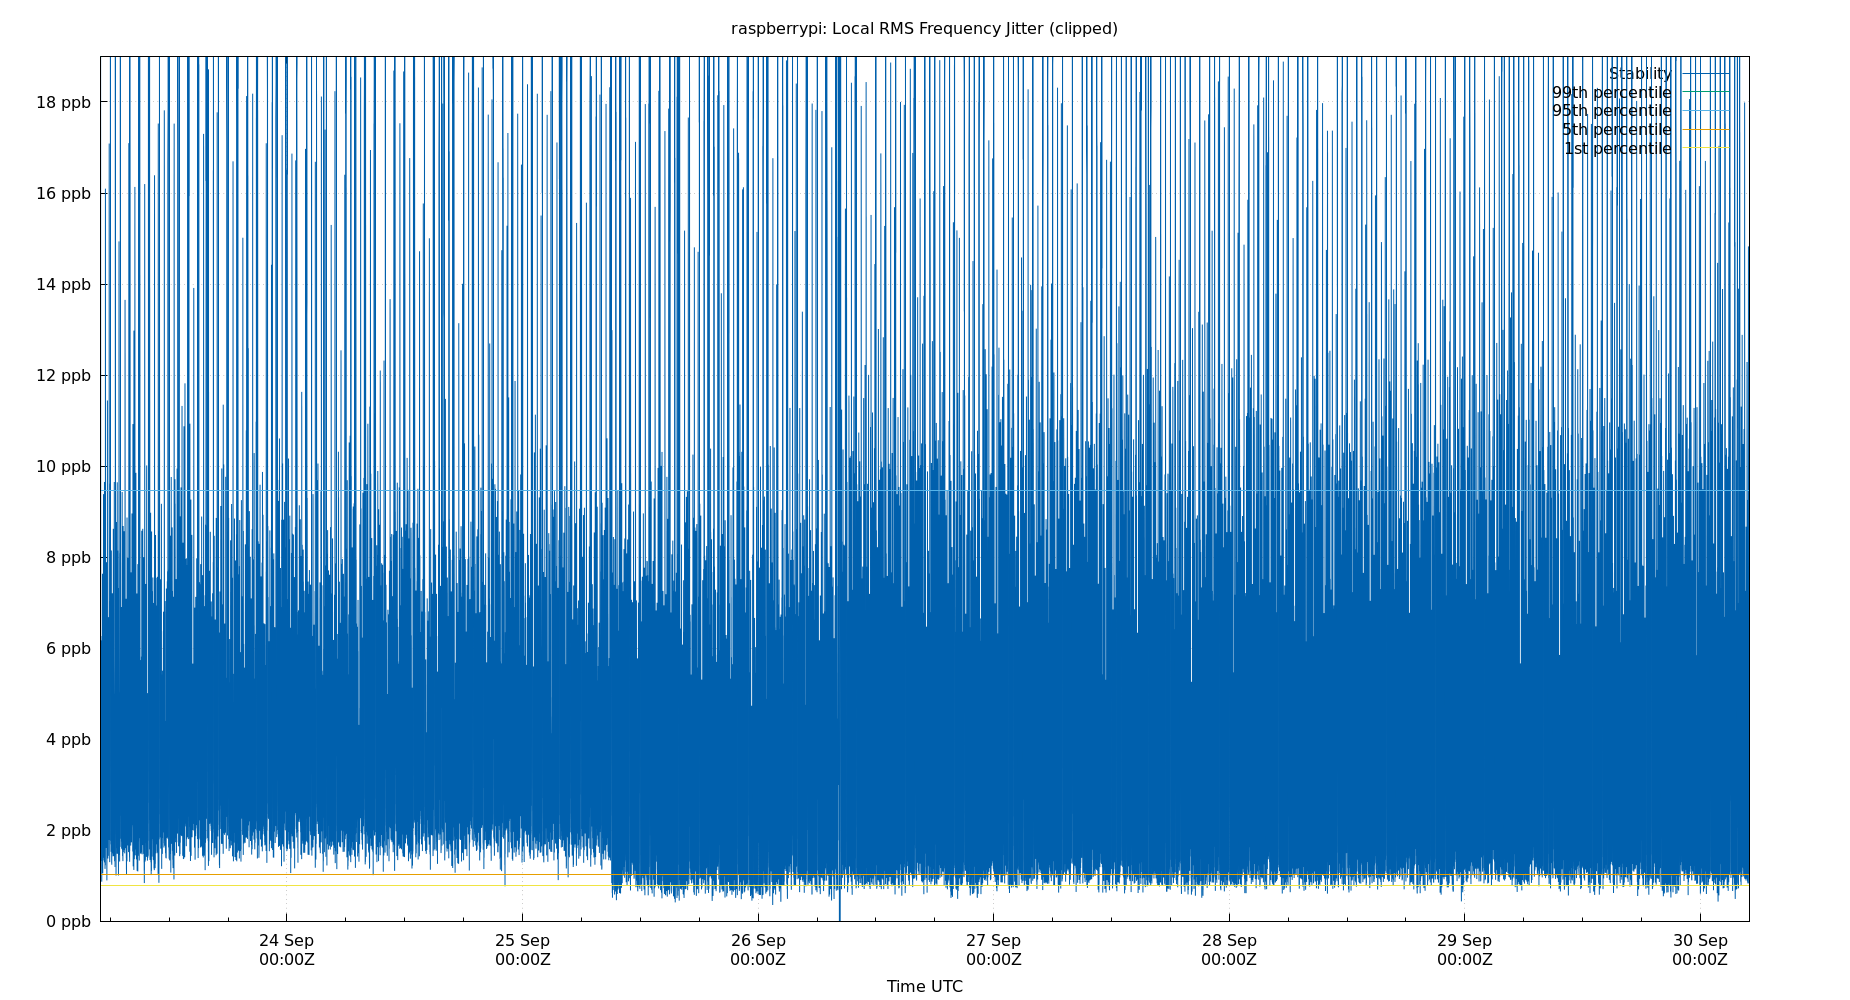 raspberrypi: Local RMS Frequency Jitter (clipped)
Stability
99th percentile
95th percentile
5th percentile
1st percentile
18 ppb
16 ppb
14 ppb
12 ppb
10 ppb
8 ppb
6 ppb
4 ppb
2 ppb
0 ppb
24 Sep 25 Sep 26 Sep 27 Sep 28 Sep 29 Sep 30 Sep
00:00Z 00:00Z 00:00Z 00:00Z 00:00Z 00:00Z 00:00Z
Time UTC